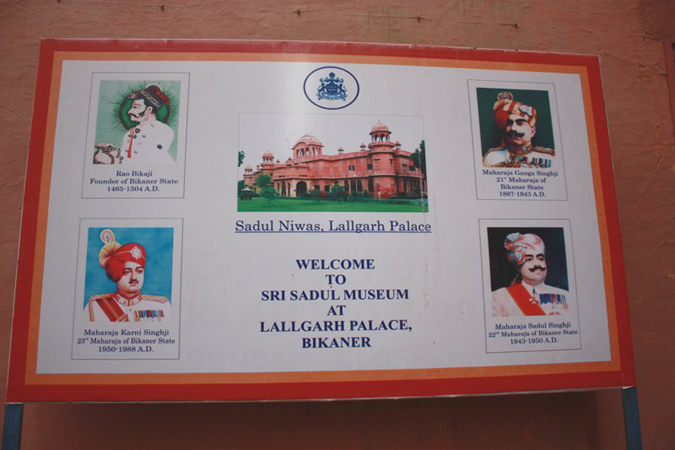 Rao Bikaji
Founder of Bikaner State
1465-1504 A.D.
Maharaja Ganga Singhji
21st Maharaja of
Bikaner State
1887-1943 A.D.
Sadul Niwas, Lallgarh Palace
WELCOME
TO
SRI SADUL MUSEUM
AT
LALLGARH PALACE,
BIKANER
Maharaja Karni Singhji
23rd Maharaja of Bikaner State
1950-1988 A.D.
Maharaja Sadul Singhji
22nd Maharaja of Bikaner State
1943-1950 A.D.